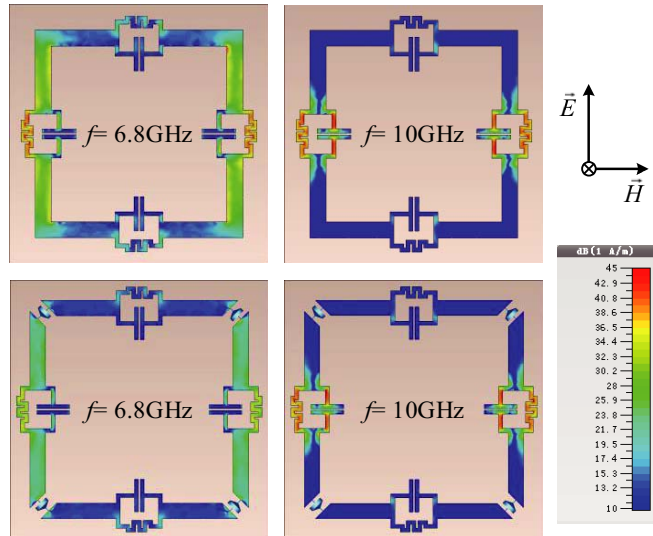 f= 6.8GHz
f= 10GHz
E
H
dB(1 A/m)
45
42.9
40.8
38.6
36.5
34.4
32.3
30.2
28
25.9
23.8
21.7
19.5
17.4
15.3
13.2
10
f= 6.8GHz
f= 10GHz